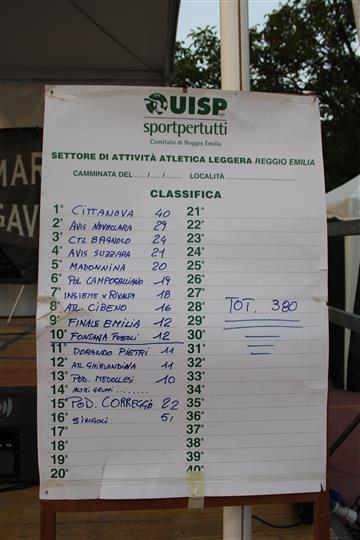 UISP
sportpertutti
Comitato di Reggio Emilia
SETTORE DI ATTIVITÀ ATLETICA LEGGERA REGGIO EMILIA
CAMMINATA DEL ..... /..... /........ LOCALITÀ
CLASSIFICA
1° CITTANOVA 40
2° AVIS NOVELLARA 29
3° CTL BAGNOLO 24
4° AVIS SUZZARA 21
5° MADONNINA 20
6° POL CAMPOGALLIANO 19
7° INSIEME X RIVALTA 18
8° ATL. CIBENO 16
9° FINALE EMILIA 12
10° FONTANA 12
11° DORANDO PIETRI 11
12° ATL GHIRLANDINA 11
13° POD. MEDOLLESI 10
14° ALTRI GRUPPI ........
15° POD. CORREGGIO 22
16° SINGOLI 51
17°
18°
19°
20°
21°
22°
23°
24°
25°
26°
27°
28° TOT. 380
29°
30°
31°
32°
33°
34°
35°
36°
37°
38°
39°
40°
MAR
GAV